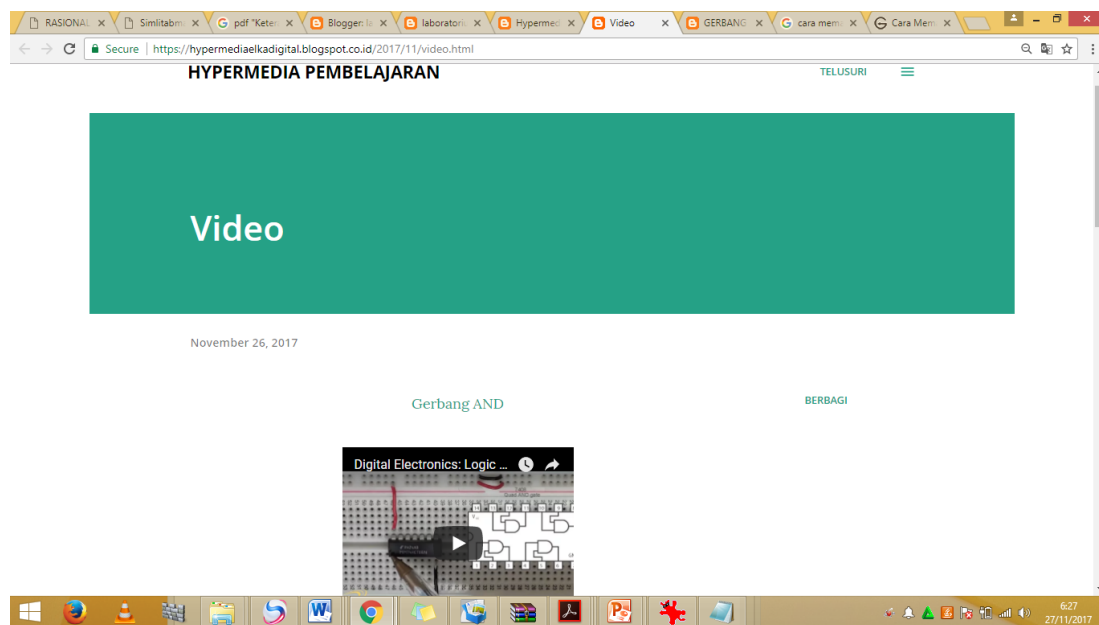 RASIONAL
Simlitabm
pdf "Keter
Blogger: la
laboratoriu
Hypermed
Video
GERBANG
cara mema
Cara Mem
Secure | https://hypermediaelkadigital.blogspot.co.id/2017/11/video.html
HYPERMEDIA PEMBELAJARAN
TELUSURI
Video
November 26, 2017
Gerbang AND
BERBAGI
Digital Electronics: Logic ...
6:27
27/11/2017